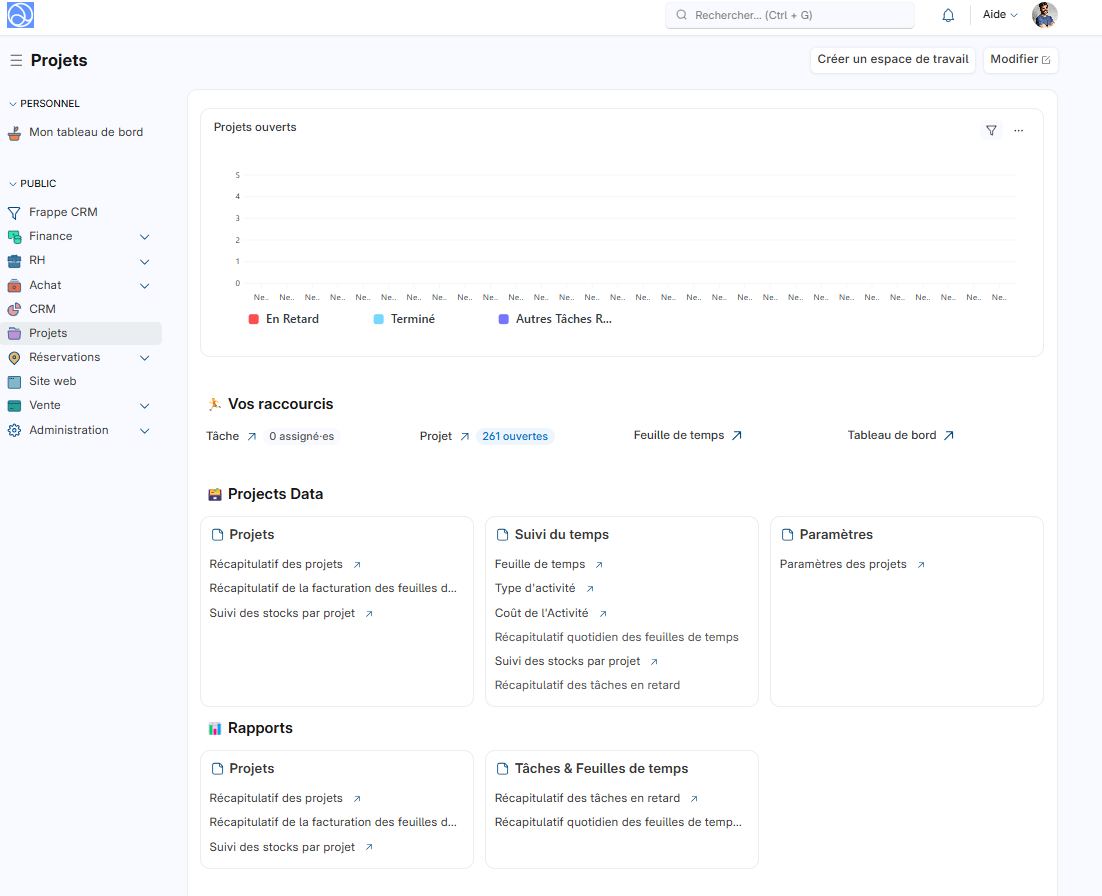 Rechercher... (Ctrl + G)
Aide
Projets
Créer un espace de travail
Modifier
PERSONNEL
Mon tableau de bord
PUBLIC
Frappe CRM
Finance
RH
Achat
CRM
Projets
Réservations
Site web
Vente
Administration
Projets ouverts
...
5
4
3
2
1
0
Ne.. Ne.. Ne.. Ne.. Ne.. Ne.. Ne.. Ne.. Ne.. Ne.. Ne.. Ne.. Ne.. Ne.. Ne.. Ne.. Ne.. Ne.. Ne.. Ne.. Ne.. Ne.. Ne.. Ne.. Ne.. Ne.. Ne.. Ne.. Ne.. Ne..
En Retard Terminé Autres Tâches R...
Vos raccourcis
Tâche 0 assigné·es Projet 261 ouvertes Feuille de temps Tableau de bord
Projects Data
Projets
Récapitulatif des projets
Récapitulatif de la facturation des feuilles d...
Suivi des stocks par projet
Suivi du temps
Feuille de temps
Type d'activité
Coût de l'Activité
Récapitulatif quotidien des feuilles de temps
Suivi des stocks par projet
Récapitulatif des tâches en retard
Paramètres
Paramètres des projets
Rapports
Projets
Récapitulatif des projets
Récapitulatif de la facturation des feuilles d...
Suivi des stocks par projet
Tâches & Feuilles de temps
Récapitulatif des tâches en retard
Récapitulatif quotidien des feuilles de temp...